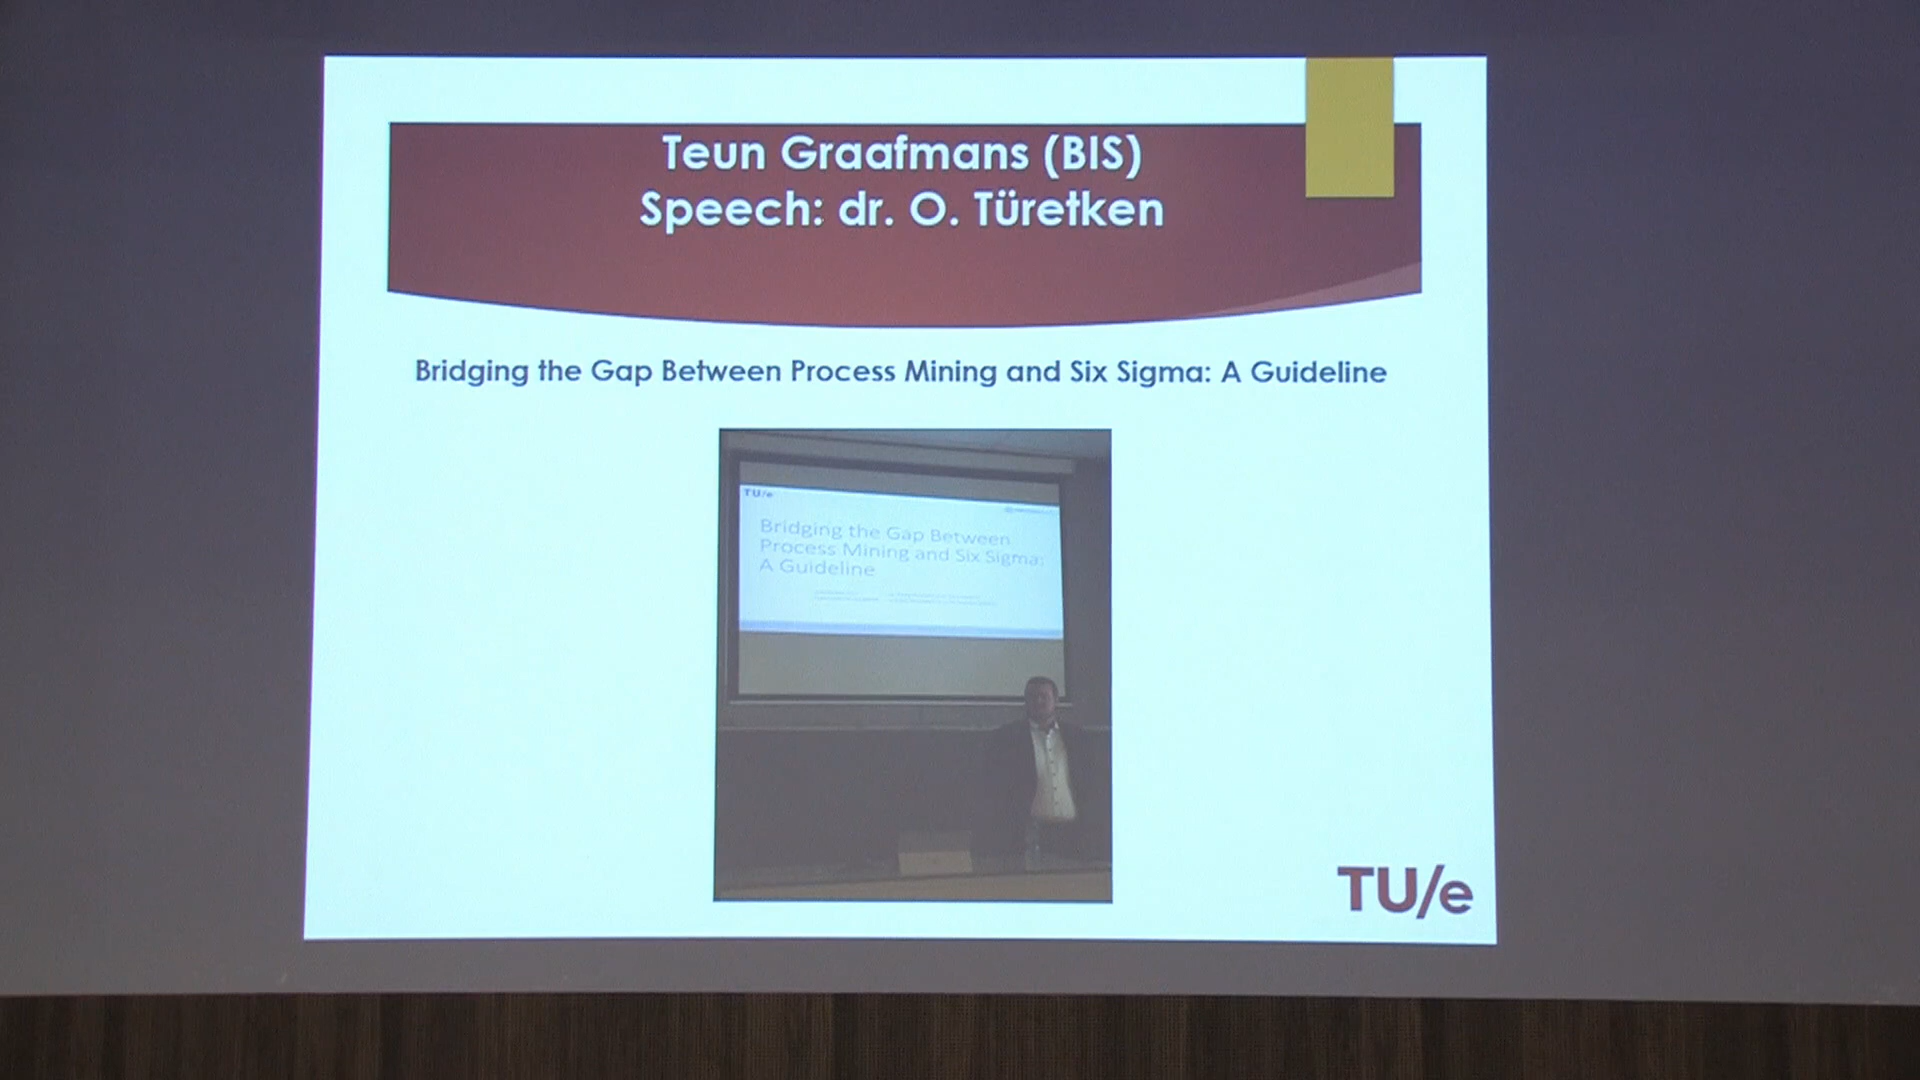 Teun Graafmans (BIS)
Speech: dr. O. Türetken
Bridging the Gap Between Process Mining and Six Sigma: A Guideline
TU/e
Bridging the Gap Between
Process Mining and Six Sigma:
A Guideline
TU/e